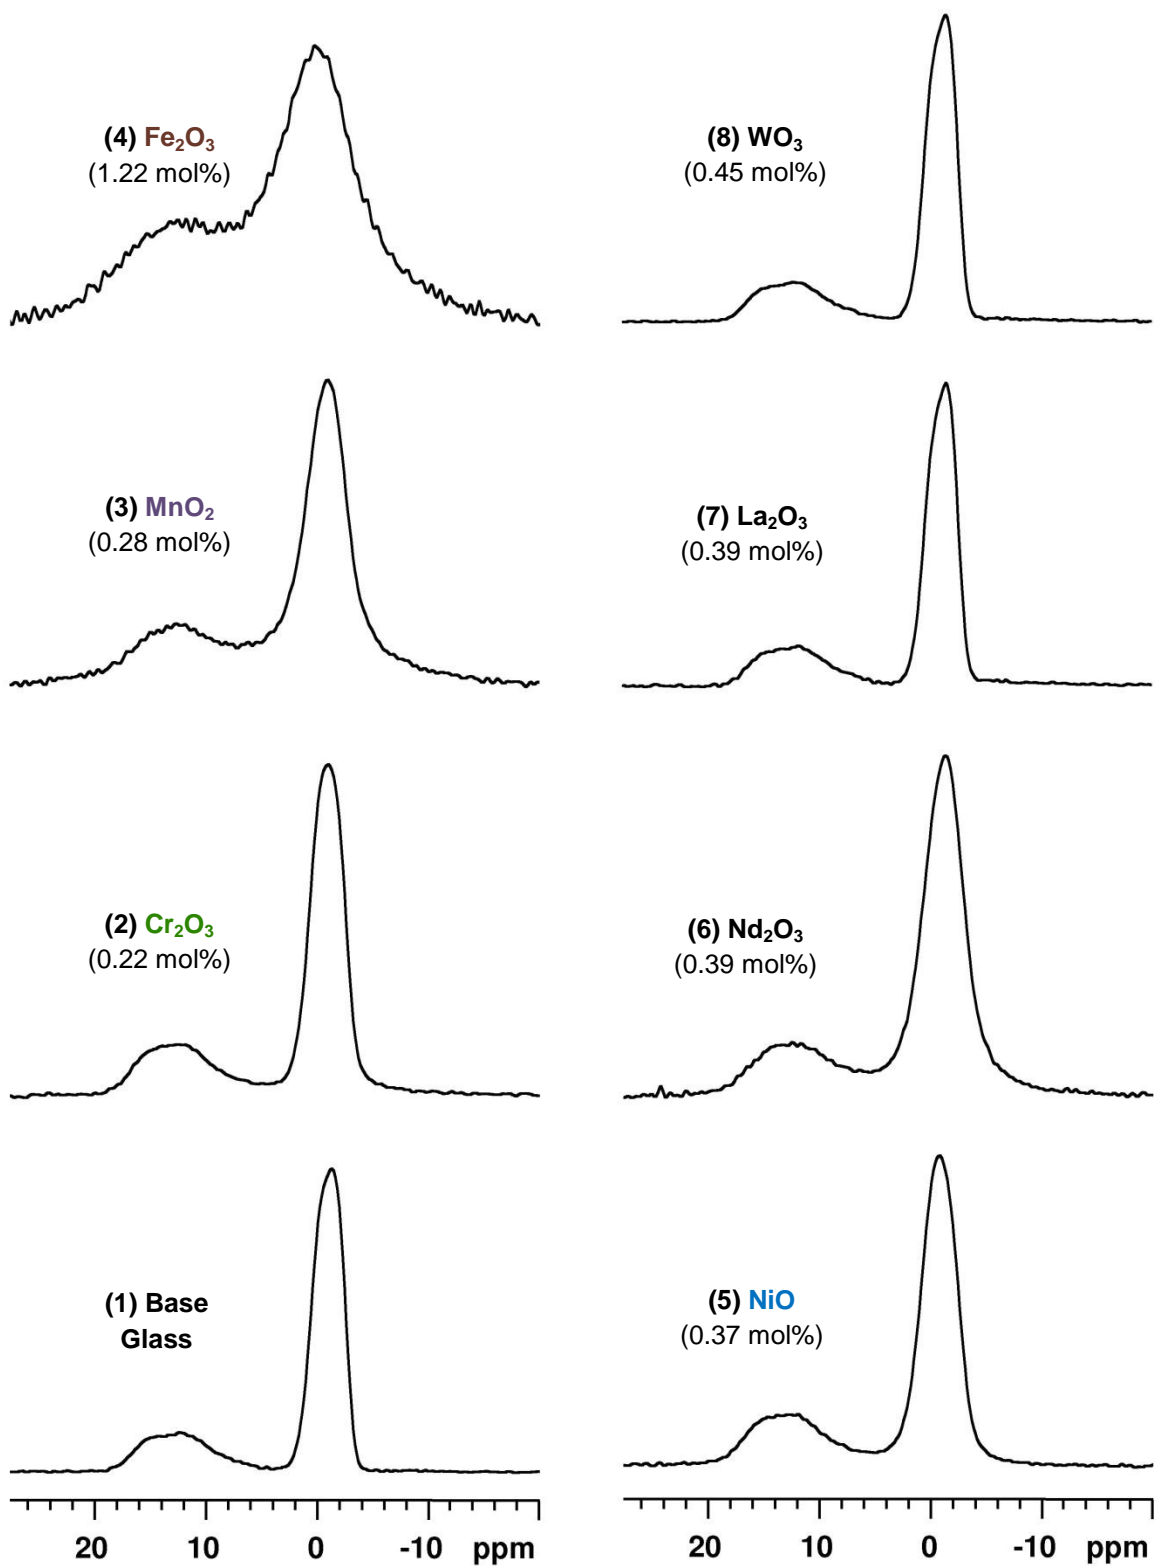 (4) Fe₂O₃
(1.22 mol%)
(3) MnO₂
(0.28 mol%)
(2) Cr₂O₃
(0.22 mol%)
(1) Base
Glass
20 10 0 -10 ppm
(8) WO₃
(0.45 mol%)
(7) La₂O₃
(0.39 mol%)
(6) Nd₂O₃
(0.39 mol%)
(5) NiO
(0.37 mol%)
20 10 0 -10 ppm